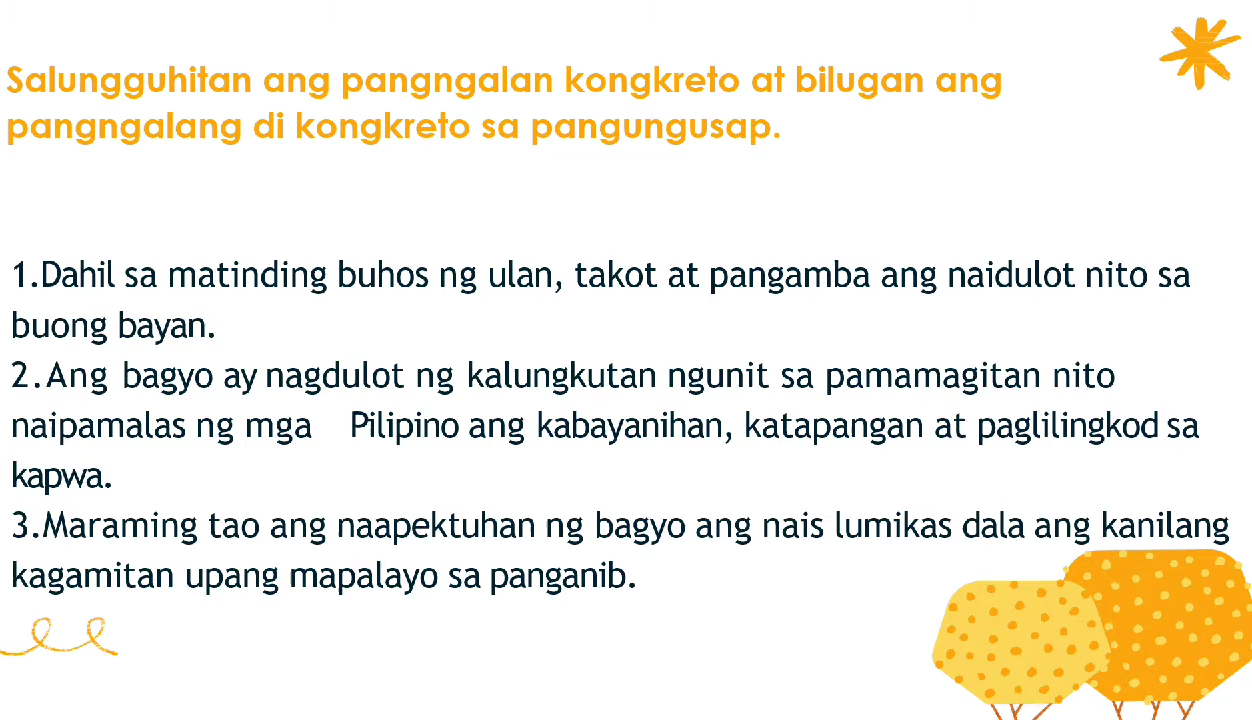 Salungguhitan ang pangngalan kongkreto at bilugan ang
pangngalang di kongkreto sa pangungusap.
1.Dahil sa matinding buhos ng ulan, takot at pangamba ang naidulot nito sa
buong bayan.
2.Ang bagyo ay nagdulot ng kalungkutan ngunit sa pamamagitan nito
naipamalas ng mga Pilipino ang kabayanihan, katapangan at paglilingkod sa
kapwa.
3.Maraming tao ang naapektuhan ng bagyo ang nais lumikas dala ang kanilang
kagamitan upang mapalayo sa panganib.